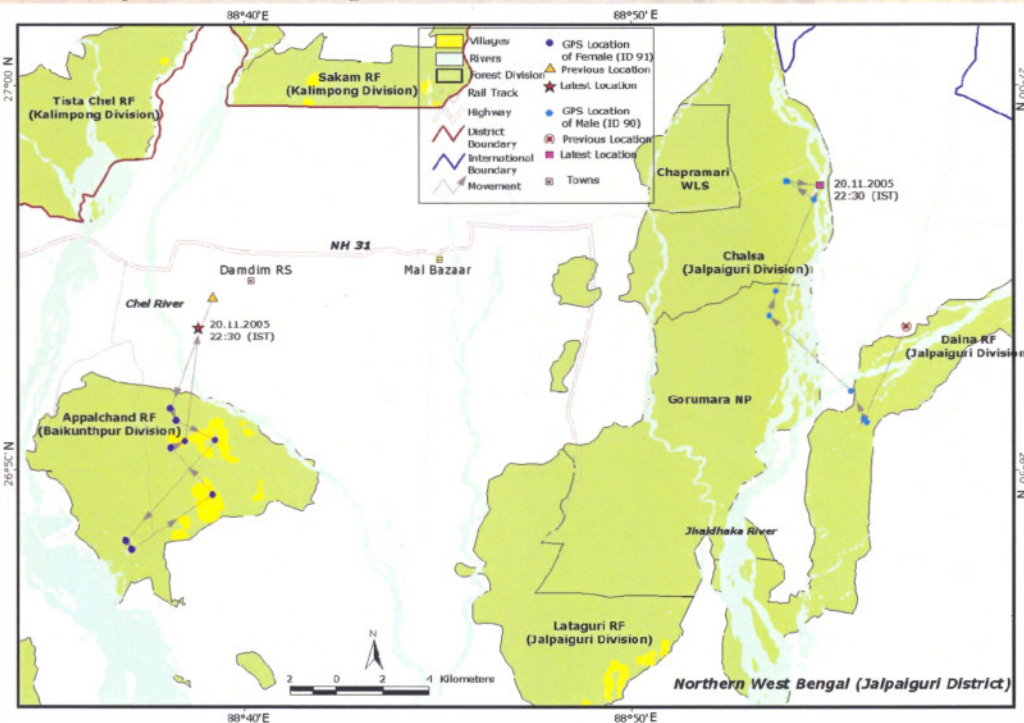 88°40'E
88°50'E
27°00'N
Villages
Rivers
Forest Division
Rail Track
Highway
District
Boundary
International
Boundary
Movement
GPS Location
of Female (ID 91)
Previous Location
Latest Location
GPS Location
of Male (ID 90)
Previous Location
Latest Location
Towns
Tista Chel RF
(Kalimpong Division)
Sakam RF
(Kalimpong Division)
Chapramari
WLS
20.11.2005
22:30 (IST)
NH 31
Damdim RS
Mal Bazaar
Chalsa
(Jalpaiguri Division)
Chel River
20.11.2005
22:30 (IST)
Daina RF
(Jalpaiguri Division
Appalchand RF
(Baikunthpur Division)
Gorumara NP
26°50'N
Jhaldhaka River
Lataguri RF
(Jalpaiguri Division)
N
2 0 2 4 Kilometers
Northern West Bengal (Jalpaiguri District)
88°40'E
88°50'E